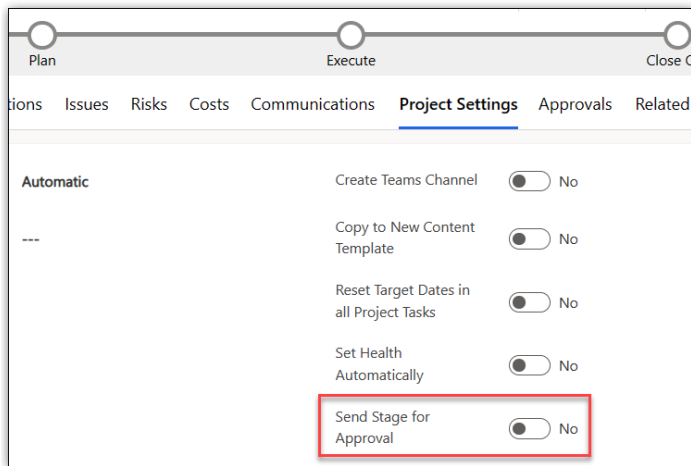 Plan Execute Close C
tions Issues Risks Costs Communications Project Settings Approvals Related
Automatic
Create Teams Channel No
---
Copy to New Content
Template
No
Reset Target Dates in
all Project Tasks
No
Set Health
Automatically
No
Send Stage for
Approval
No